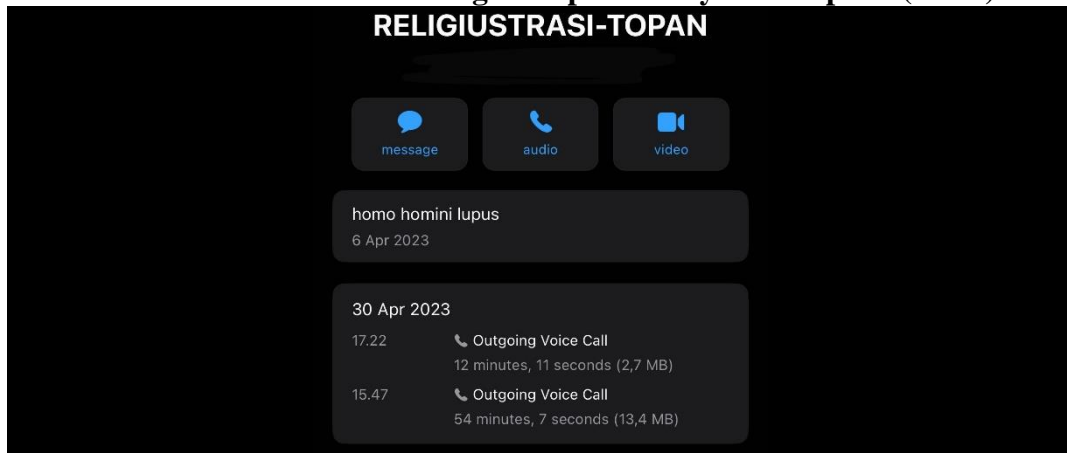 RELIGIUSTRASI-TOPAN
message audio video
homo homini lupus
6 Apr 2023
30 Apr 2023
17.22 Outgoing Voice Call
12 minutes, 11 seconds (2,7 MB)
15.47 Outgoing Voice Call
54 minutes, 7 seconds (13,4 MB)